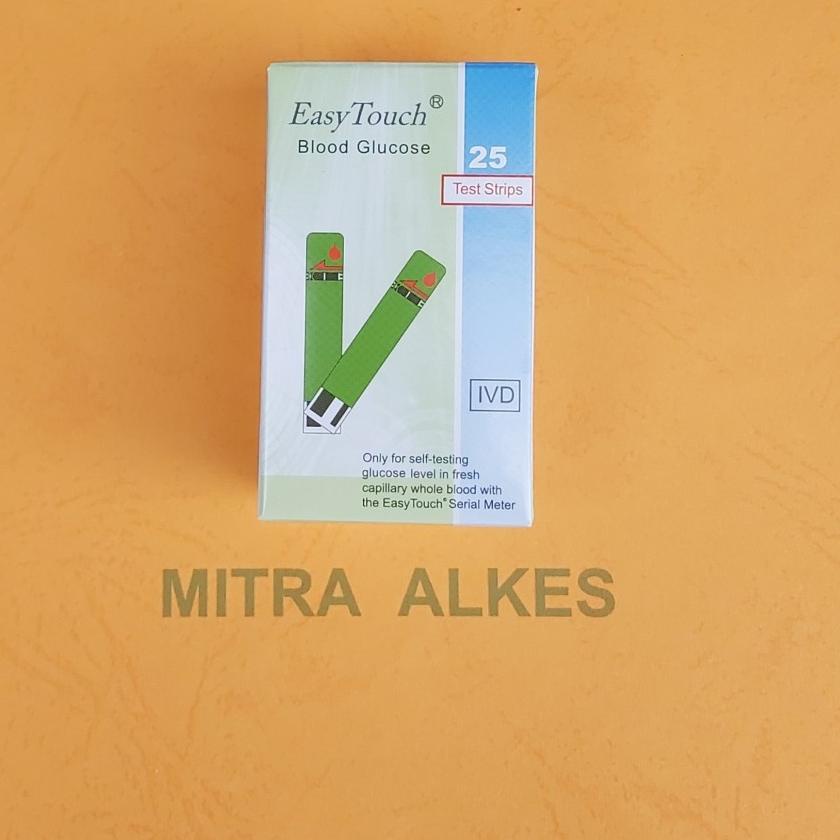 EasyTouch®
Blood Glucose
25
Test Strips
IVD
Only for self-testing
glucose level in fresh
capillary whole blood with
the EasyTouch® Serial Meter
MITRA ALKES